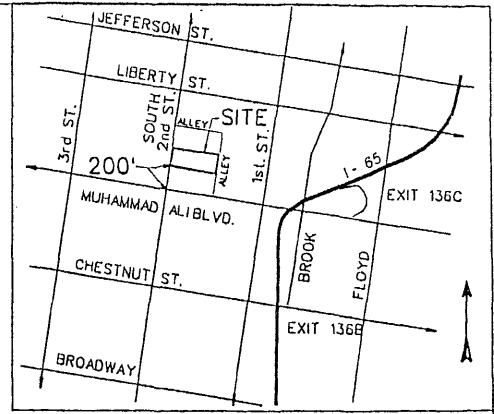 JEFFERSON ST.
LIBERTY ST.
3rd ST.
SOUTH
2nd ST.
ALLEY
SITE
ALLEY
1st. ST.
200'
I - 65
EXIT 136C
MUHAMMAD ALI BLVD.
BROOK
FLOYD
CHESTNUT ST.
EXIT 136B
BROADWAY